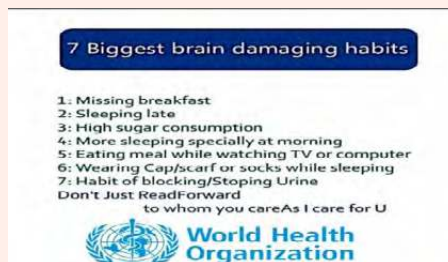 7 Biggest brain damaging habits
1: Missing breakfast
2: Sleeping late
3: High sugar consumption
4: More sleeping specially at morning
5: Eating meal while watching TV or computer
6: Wearing Cap/scarf or socks while sleeping
7: Habit of blocking/Stoping Urine
Don't Just ReadForward
to whom you careAs I care for U
World Health
Organization